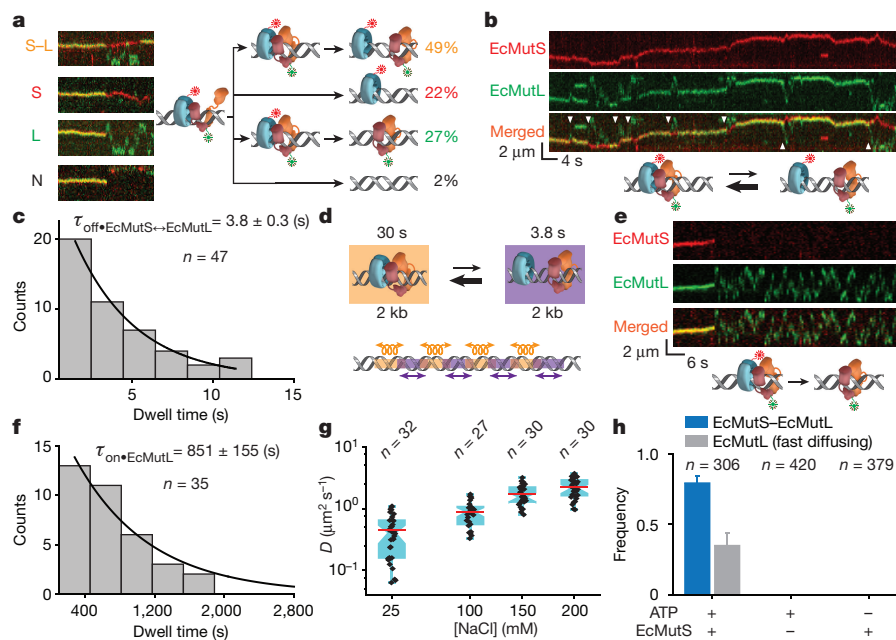 a
S–L
S
L
N
49%
22%
27%
2%
b
EcMutS
EcMutL
Merged
2 μm
4 s
c
τoff•EcMutS↔EcMutL = 3.8 ± 0.3 (s)
n = 47
Counts
20
10
0
5
10
15
Dwell time (s)
d
30 s
3.8 s
2 kb
2 kb
e
EcMutS
EcMutL
Merged
2 μm
6 s
f
τon•EcMutL = 851 ± 155 (s)
n = 35
Counts
15
10
5
0
400
1,200
2,000
2,800
Dwell time (s)
g
n = 32
n = 27
n = 30
n = 30
D (μm² s⁻¹)
10¹
10⁰
10⁻¹
25
100
150
200
[NaCl] (mM)
h
EcMutS–EcMutL
EcMutL (fast diffusing)
n = 306
n = 420
n = 379
Frequency
1.0
0.5
0
ATP + + –
EcMutS + – +